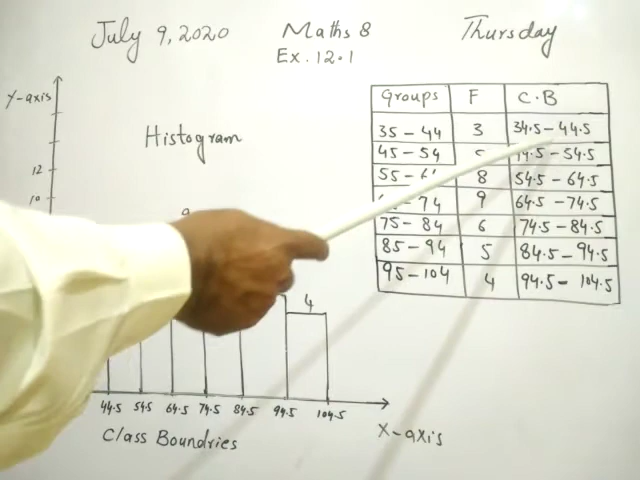 July 9, 2020 Maths 8 Thursday
Ex. 12.1
Y-axis
Histogram
12
10
Groups F C.B
35 - 44 3 34.5 - 44.5
45 - 54 - 54.5
55 - 8 54.5 - 64.5
- 74 9 64.5 - 74.5
75 - 84 6 74.5 - 84.5
85 - 94 5 84.5 - 94.5
95 - 104 4 94.5 - 104.5
4
44.5 54.5 64.5 74.5 84.5 94.5 104.5
Class Boundries
X-axis